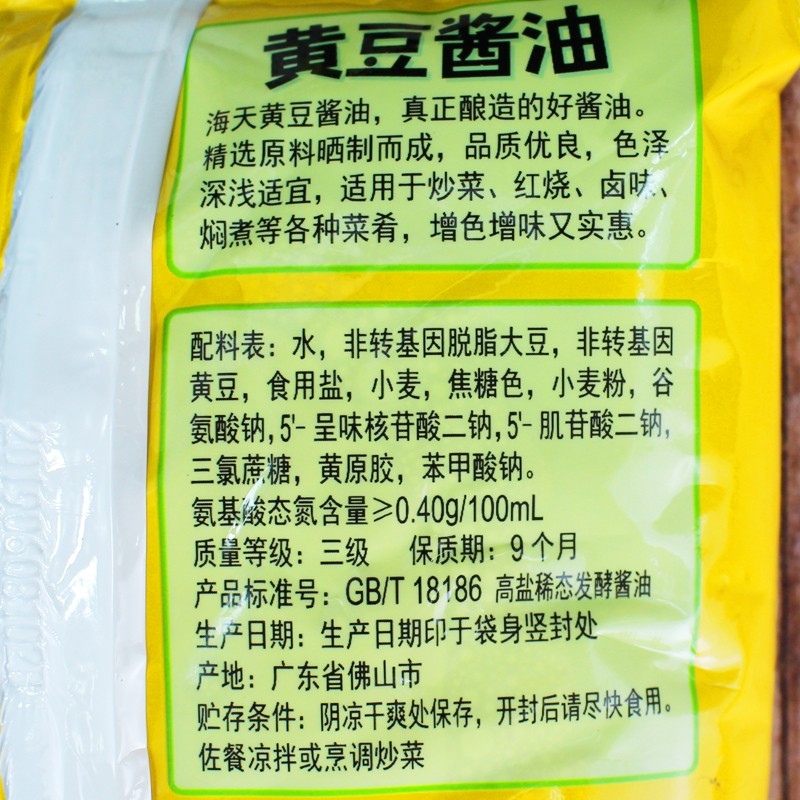 黄豆酱油
海天黄豆酱油，真正酿造的好酱油。
精选原料晒制而成，品质优良，色泽
深浅适宜，适用于炒菜、红烧、卤味、
焖煮等各种菜肴，增色增味又实惠。
配料表：水，非转基因脱脂大豆，非转基因
黄豆，食用盐，小麦，焦糖色，小麦粉，谷
氨酸钠，5'-呈味核苷酸二钠，5'-肌苷酸二钠，
三氯蔗糖，黄原胶，苯甲酸钠。
氨基酸态氮含量≥0.40g/100mL
质量等级：三级 保质期：9个月
产品标准号：GB/T 18186 高盐稀态发酵酱油
生产日期：生产日期印于袋身竖封处
产地：广东省佛山市
贮存条件：阴凉干爽处保存，开封后请尽快食用。
佐餐凉拌或烹调炒菜